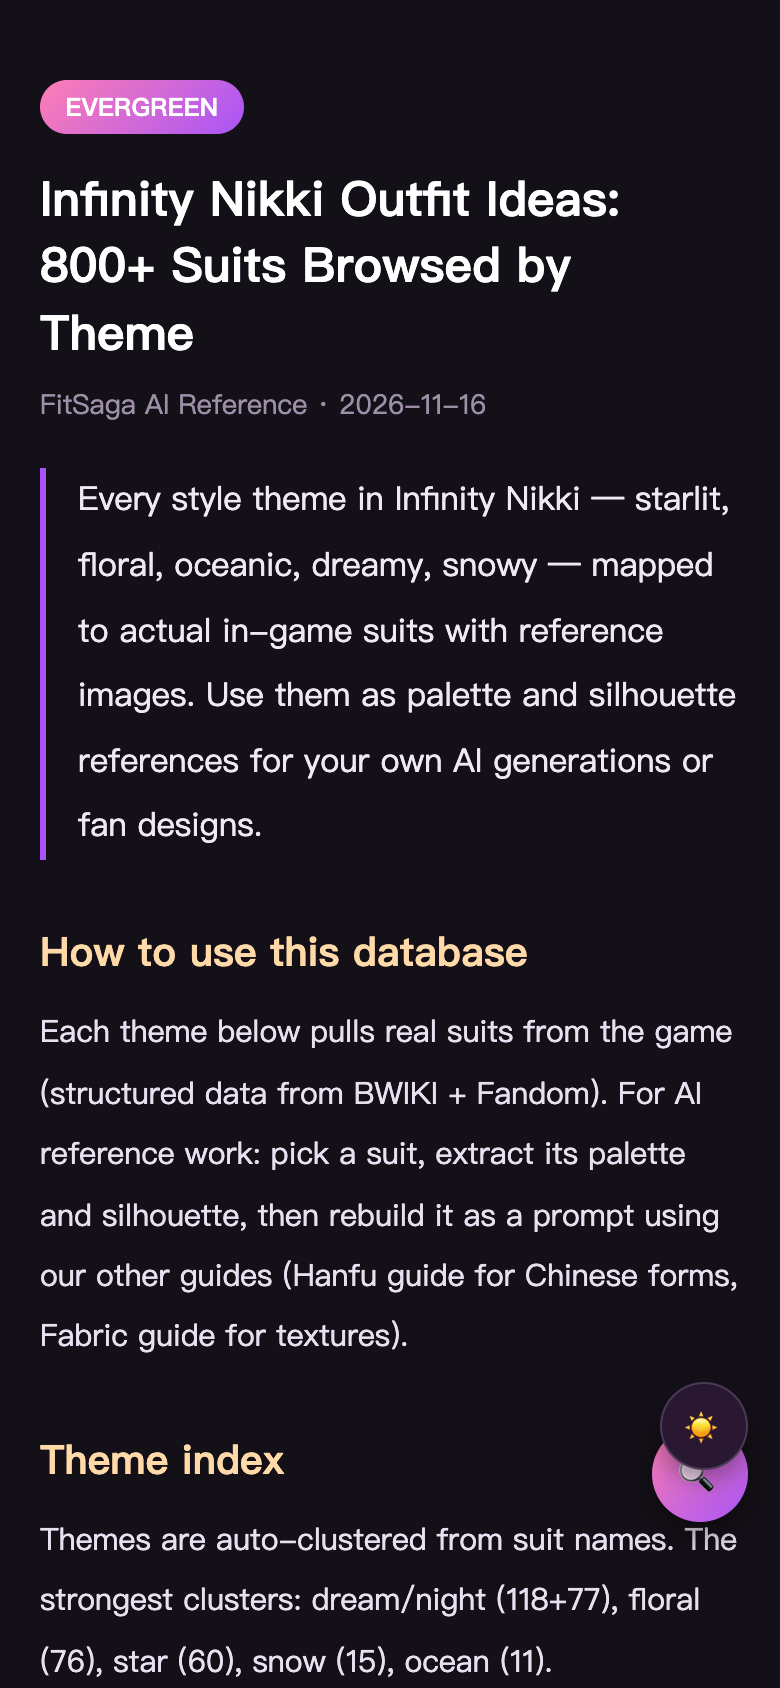 EVERGREEN
Infinity Nikki Outfit Ideas:
800+ Suits Browsed by
Theme
FitSaga AI Reference · 2026-11-16
Every style theme in Infinity Nikki — starlit,
floral, oceanic, dreamy, snowy — mapped
to actual in-game suits with reference
images. Use them as palette and silhouette
references for your own AI generations or
fan designs.
How to use this database
Each theme below pulls real suits from the game
(structured data from BWIKI + Fandom). For AI
reference work: pick a suit, extract its palette
and silhouette, then rebuild it as a prompt using
our other guides (Hanfu guide for Chinese forms,
Fabric guide for textures).
Theme index
Themes are auto-clustered from suit names. The
strongest clusters: dream/night (118+77), floral
(76), star (60), snow (15), ocean (11).